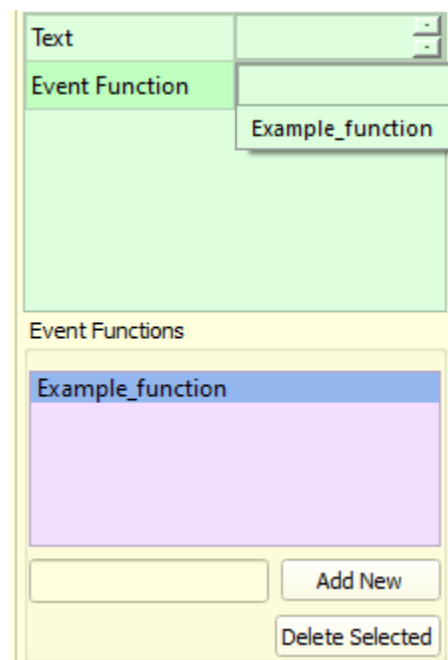 Text
Event Function
Example_function
Event Functions
Example_function
Add New
Delete Selected